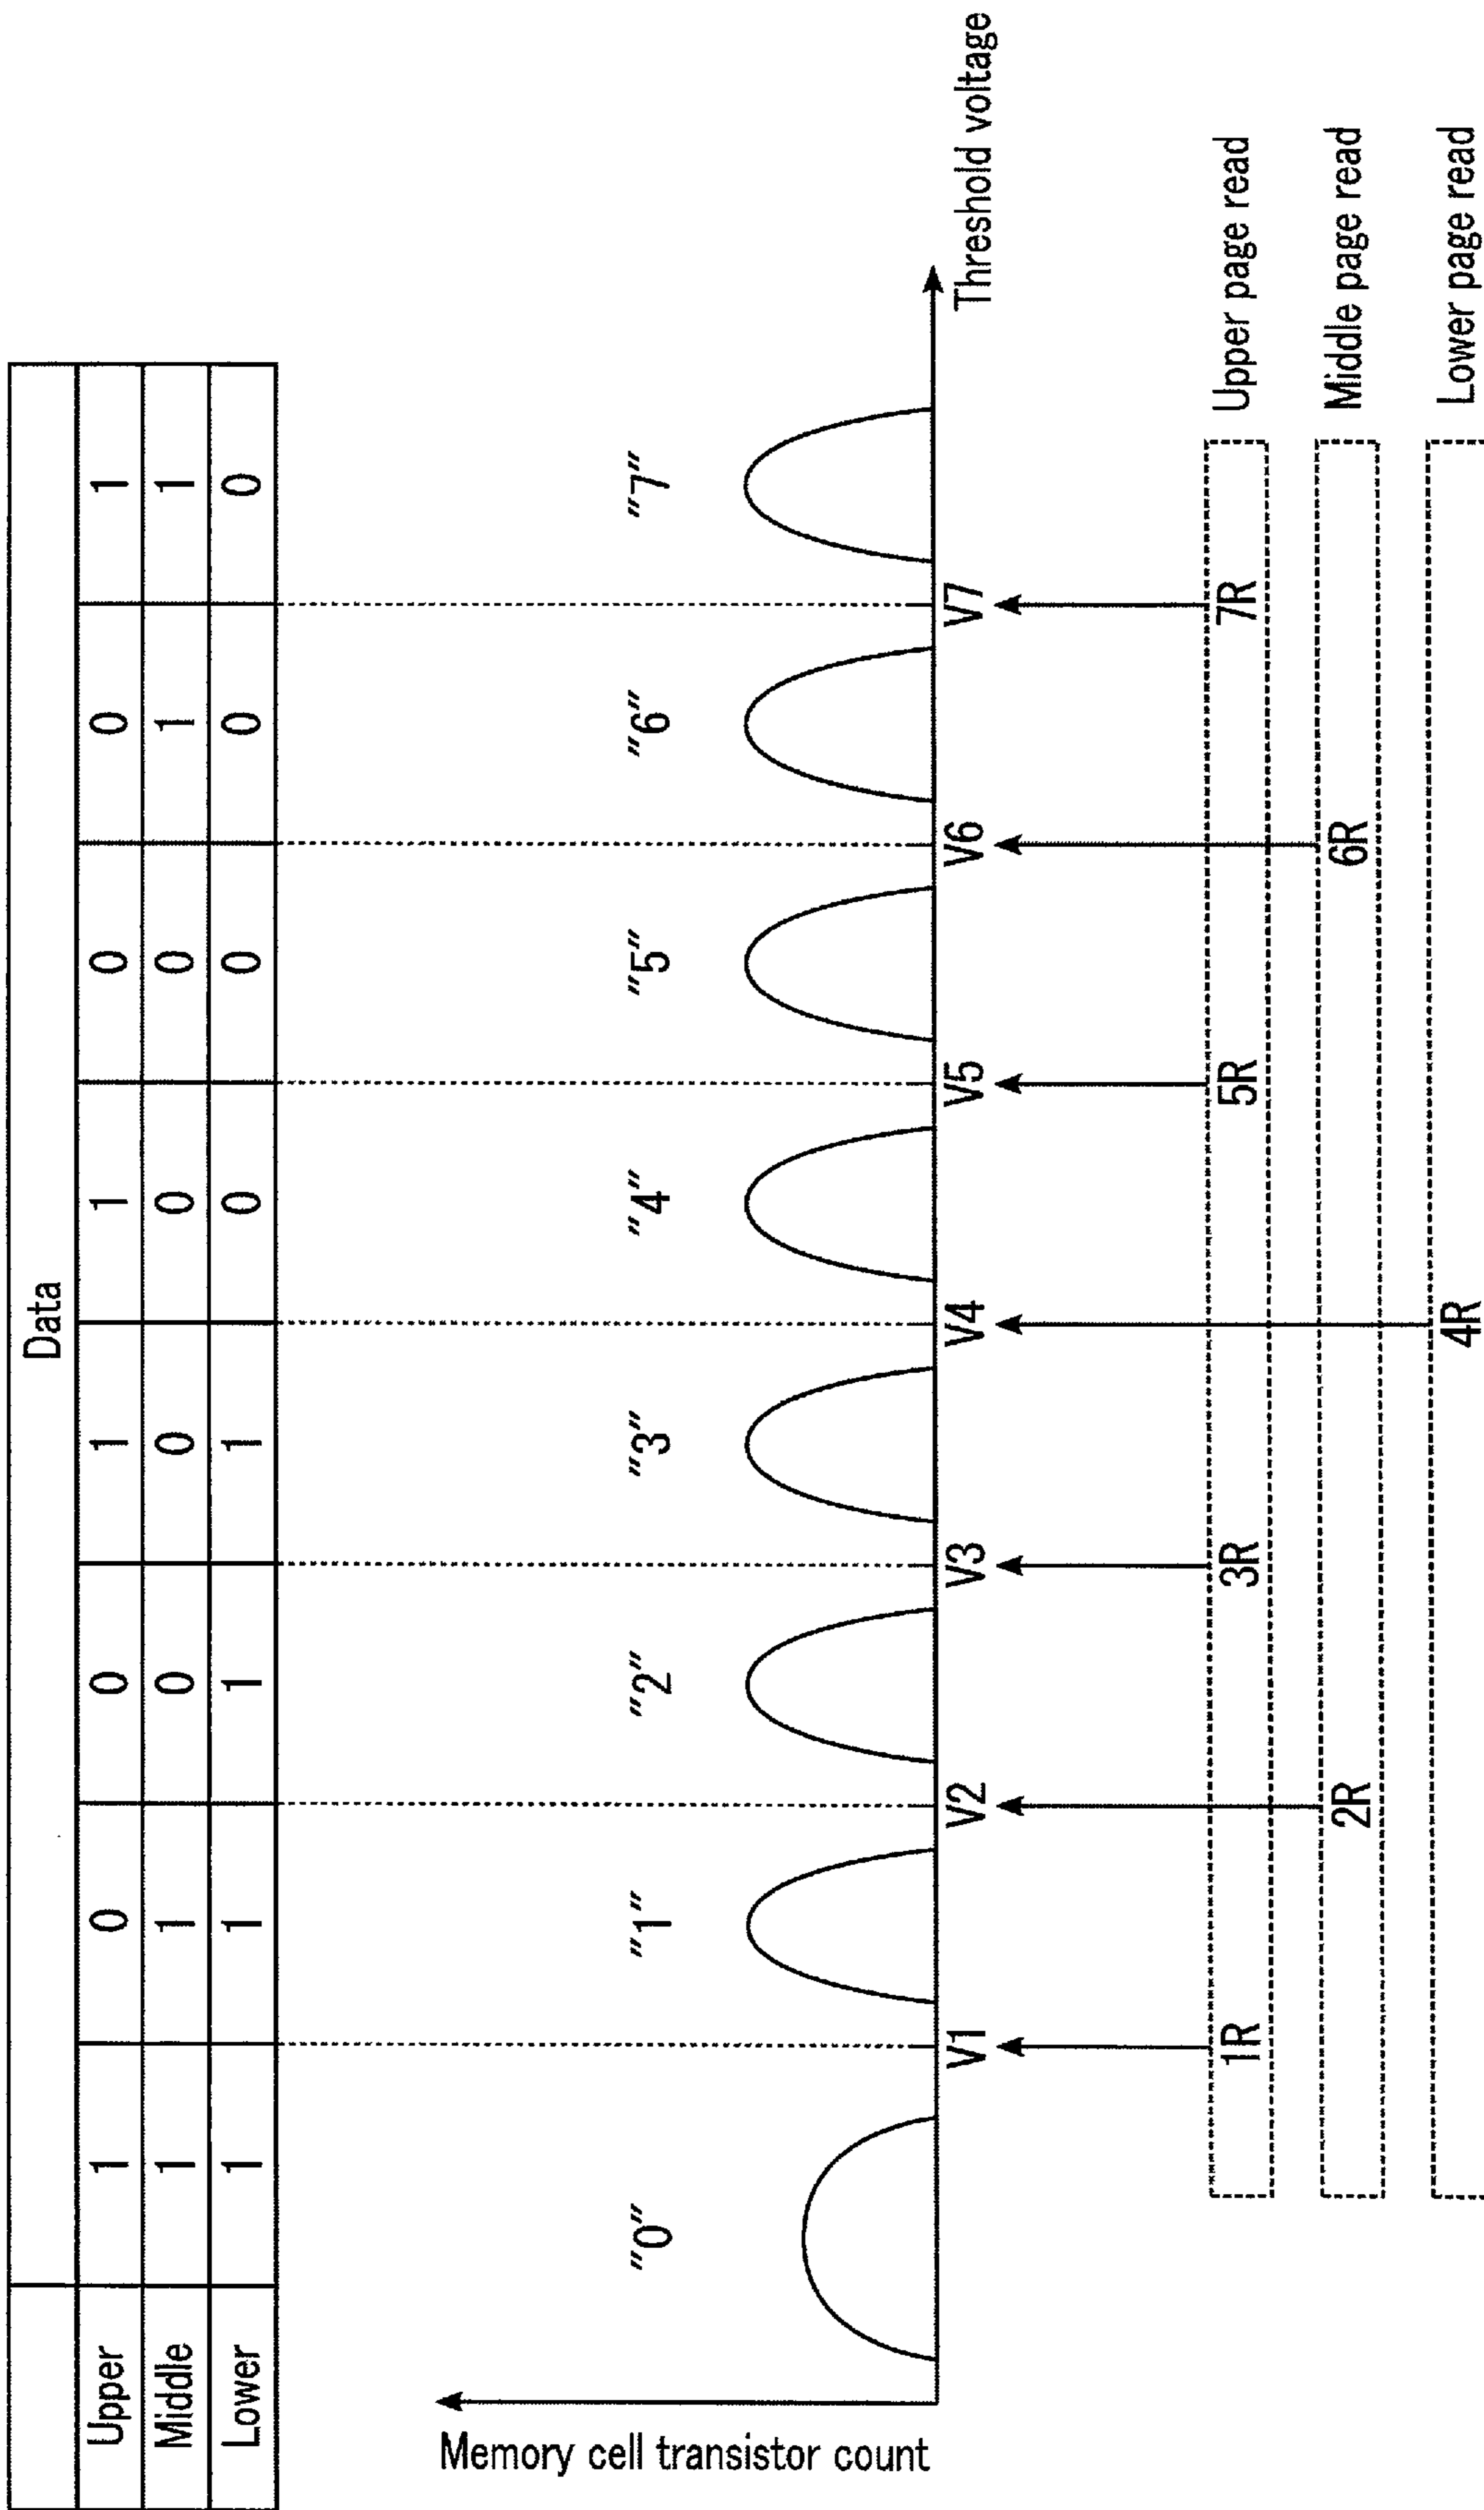 Data
Upper 1 0 0 1 1 0 0 1
Middle 1 1 0 0 0 0 1 1
Lower 1 1 1 1 0 0 0 0
"0" "1" "2" "3" "4" "5" "6" "7"
Memory cell transistor count
V1 V2 V3 V4 V5 V6 V7
Threshold voltage
1R 3R 5R 7R Upper page read
2R 6R Middle page read
4R Lower page read